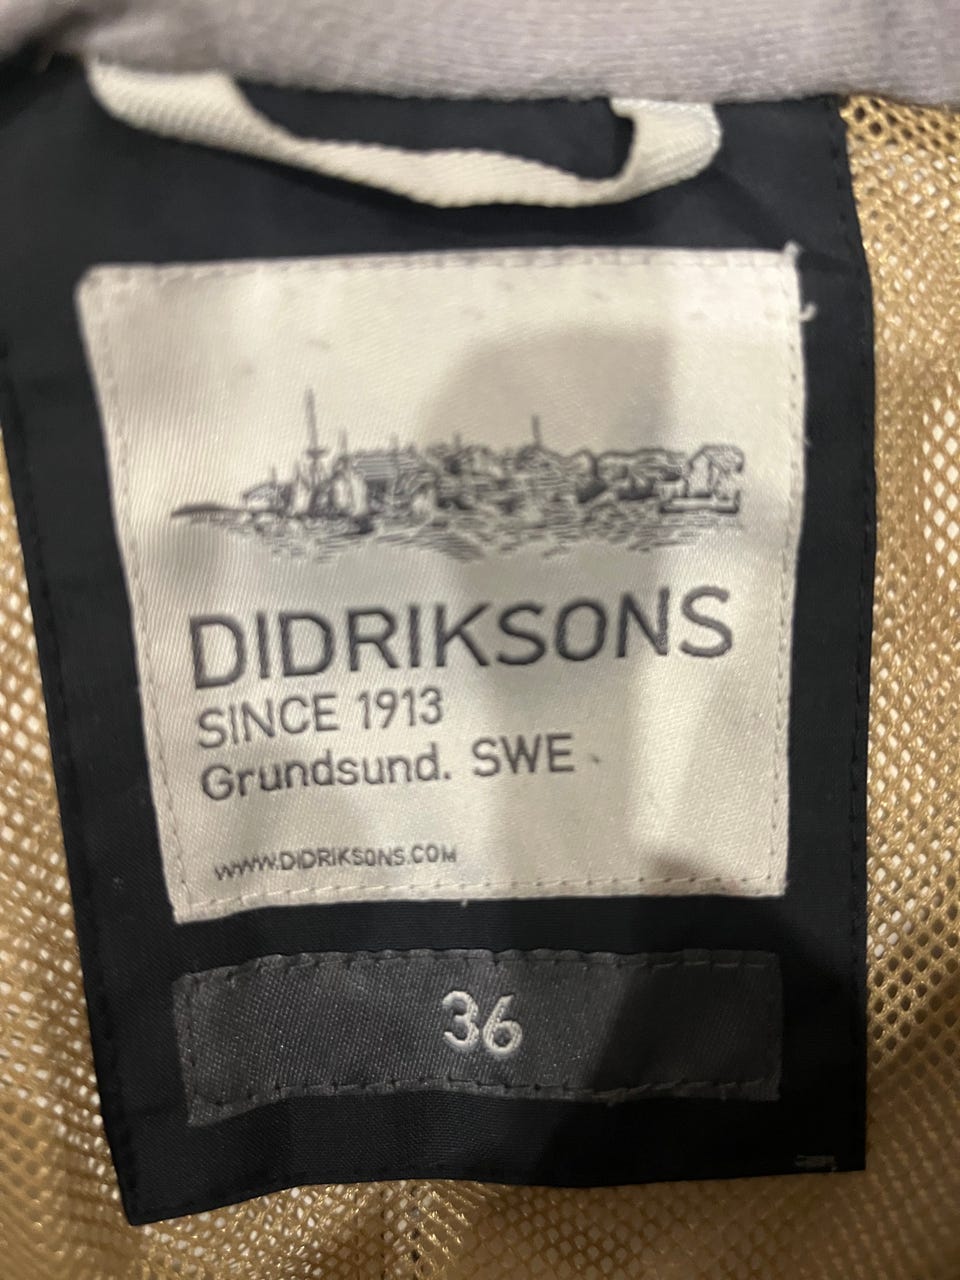 DIDRIKSONS
SINCE 1913
Grundsund. SWE
WWW.DIDRIKSONS.COM
36